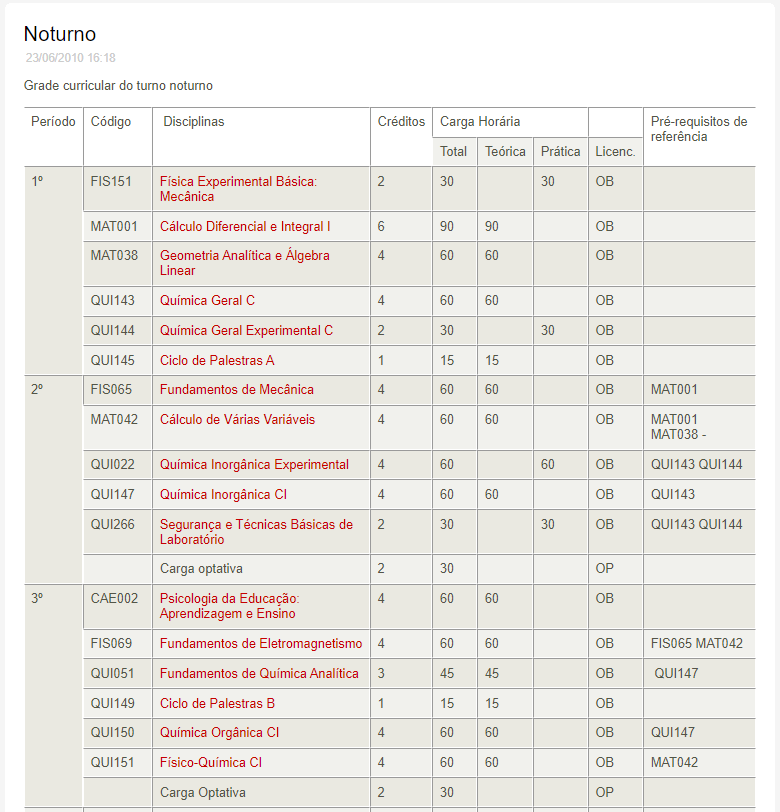 Noturno
23/06/2010 16:18
Grade curricular do turno noturno
Período Código Disciplinas Créditos Carga Horária Pré-requisitos de referência
Total Teórica Prática Licenc.
1º FIS151 Física Experimental Básica: Mecânica 2 30 30 OB
MAT001 Cálculo Diferencial e Integral I 6 90 90 OB
MAT038 Geometria Analítica e Álgebra Linear 4 60 60 OB
QUI143 Química Geral C 4 60 60 OB
QUI144 Química Geral Experimental C 2 30 30 OB
QUI145 Ciclo de Palestras A 1 15 15 OB
2º FIS065 Fundamentos de Mecânica 4 60 60 OB MAT001
MAT042 Cálculo de Várias Variáveis 4 60 60 OB MAT001 MAT038 -
QUI022 Química Inorgânica Experimental 4 60 60 OB QUI143 QUI144
QUI147 Química Inorgânica CI 4 60 60 OB QUI143
QUI266 Segurança e Técnicas Básicas de Laboratório 2 30 30 OB QUI143 QUI144
Carga optativa 2 30 OP
3º CAE002 Psicologia da Educação: Aprendizagem e Ensino 4 60 60 OB
FIS069 Fundamentos de Eletromagnetismo 4 60 60 OB FIS065 MAT042
QUI051 Fundamentos de Química Analítica 3 45 45 OB QUI147
QUI149 Ciclo de Palestras B 1 15 15 OB
QUI150 Química Orgânica CI 4 60 60 OB QUI147
QUI151 Físico-Química CI 4 60 60 OB MAT042
Carga Optativa 2 30 OP